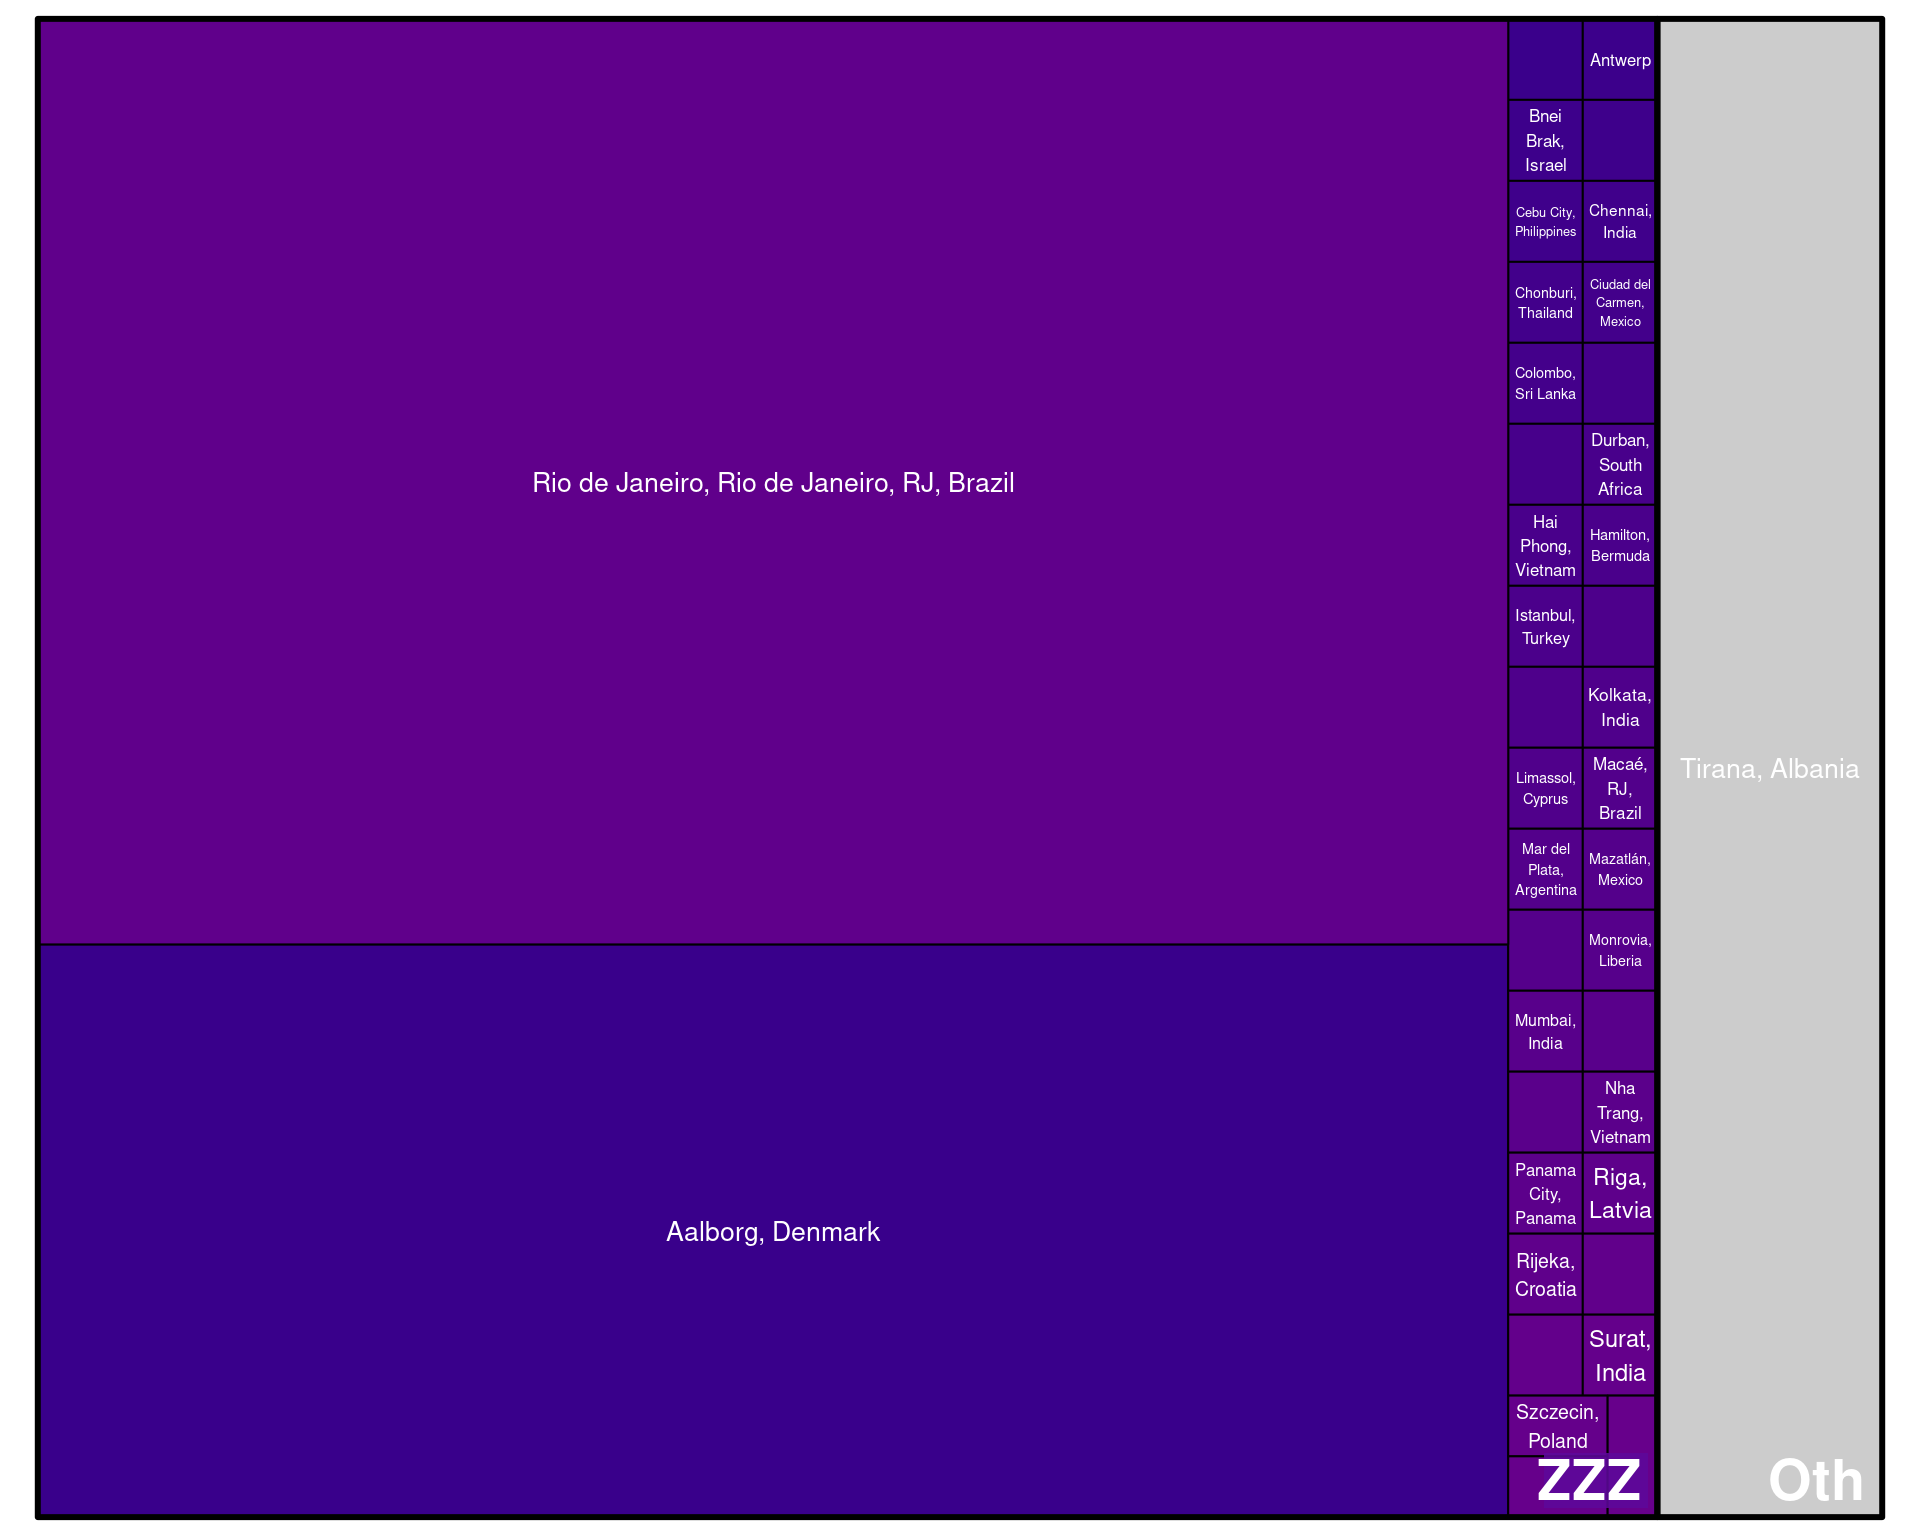 Rio de Janeiro, Rio de Janeiro, RJ, Brazil
Aalborg, Denmark
Antwerp
Bnei
Brak,
Israel
Cebu City,
Philippines
Chennai,
India
Chonburi,
Thailand
Ciudad del
Carmen,
Mexico
Colombo,
Sri Lanka
Durban,
South
Africa
Hai
Phong,
Vietnam
Hamilton,
Bermuda
Istanbul,
Turkey
Kolkata,
India
Limassol,
Cyprus
Macaé,
RJ,
Brazil
Mar del
Plata,
Argentina
Mazatlán,
Mexico
Monrovia,
Liberia
Mumbai,
India
Nha
Trang,
Vietnam
Panama
City,
Panama
Riga,
Latvia
Rijeka,
Croatia
Surat,
India
Szczecin,
Poland
ZZZ
Tirana, Albania
Oth